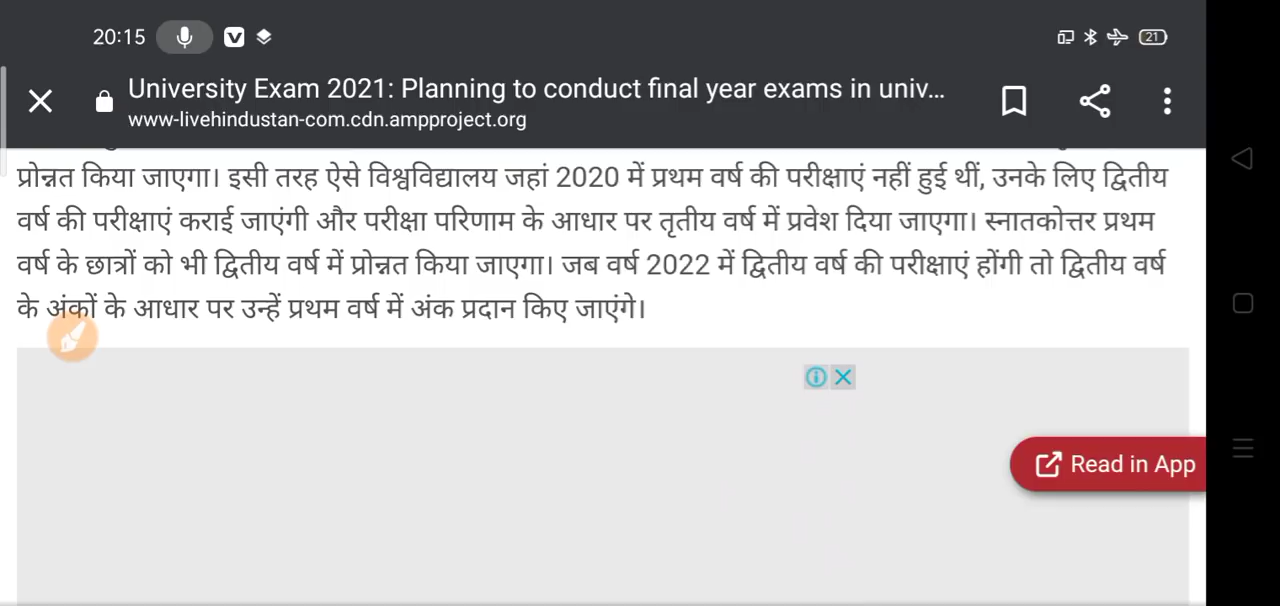 20:15
21
University Exam 2021: Planning to conduct final year exams in univ...
www-livehindustan-com.cdn.ampproject.org
प्रोन्नत किया जाएगा। इसी तरह ऐसे विश्वविद्यालय जहां 2020 में प्रथम वर्ष की परीक्षाएं नहीं हुई थीं, उनके लिए द्वितीय
वर्ष की परीक्षाएं कराई जाएंगी और परीक्षा परिणाम के आधार पर तृतीय वर्ष में प्रवेश दिया जाएगा। स्नातकोत्तर प्रथम
वर्ष के छात्रों को भी द्वितीय वर्ष में प्रोन्नत किया जाएगा। जब वर्ष 2022 में द्वितीय वर्ष की परीक्षाएं होंगी तो द्वितीय वर्ष
के अंकों के आधार पर उन्हें प्रथम वर्ष में अंक प्रदान किए जाएंगे।
Read in App